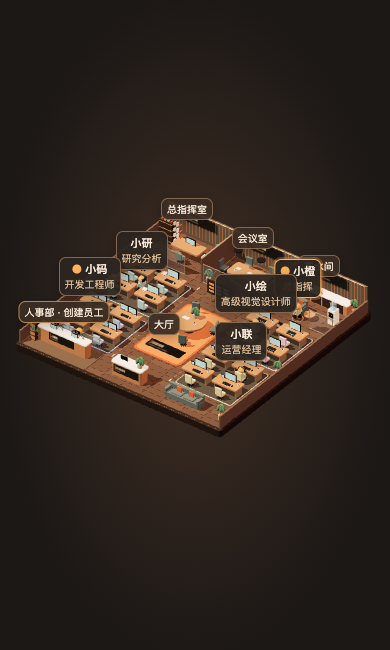 总指挥室
小研
研究分析
会议室
小码
开发工程师
小橙
指挥
间
小绘
高级视觉设计师
人事部 · 创建员工
大厅
小联
运营经理